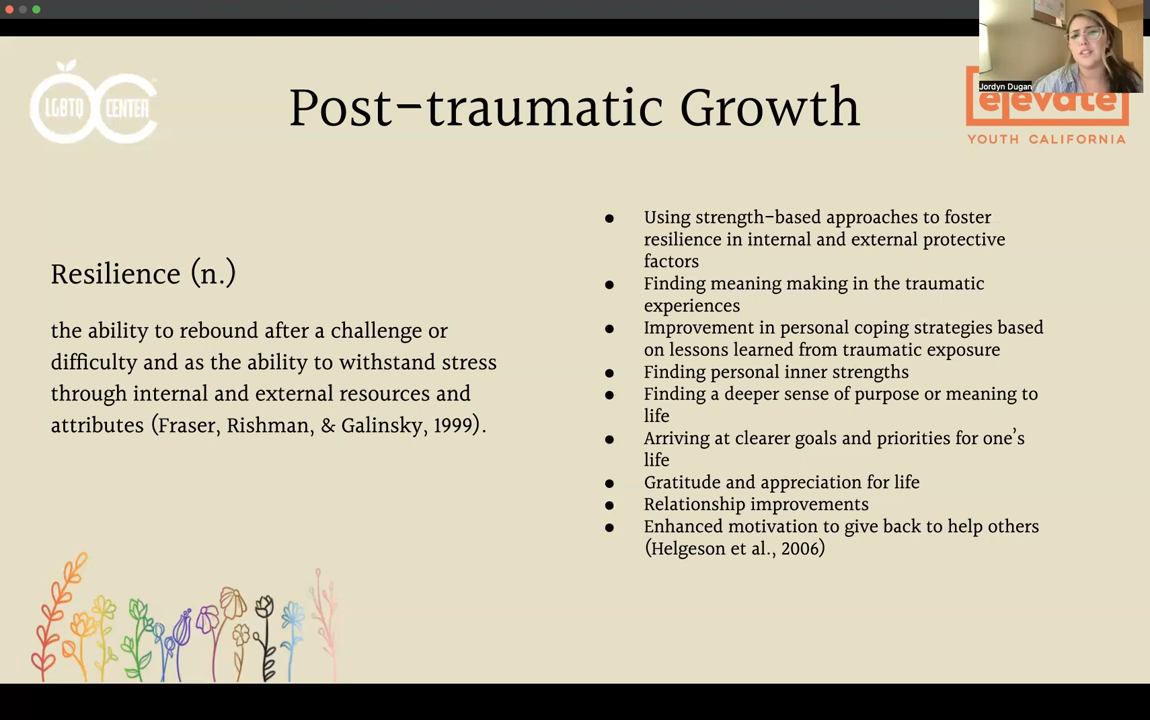 Jordyn Dugan
LGBTQ CENTER
Post-traumatic Growth
elevate
YOUTH CALIFORNIA
Resilience (n.)
the ability to rebound after a challenge or
difficulty and as the ability to withstand stress
through internal and external resources and
attributes (Fraser, Rishman, & Galinsky, 1999).
● Using strength-based approaches to foster
resilience in internal and external protective
factors
● Finding meaning making in the traumatic
experiences
● Improvement in personal coping strategies based
on lessons learned from traumatic exposure
● Finding personal inner strengths
● Finding a deeper sense of purpose or meaning to
life
● Arriving at clearer goals and priorities for one’s
life
● Gratitude and appreciation for life
● Relationship improvements
● Enhanced motivation to give back to help others
(Helgeson et al., 2006)